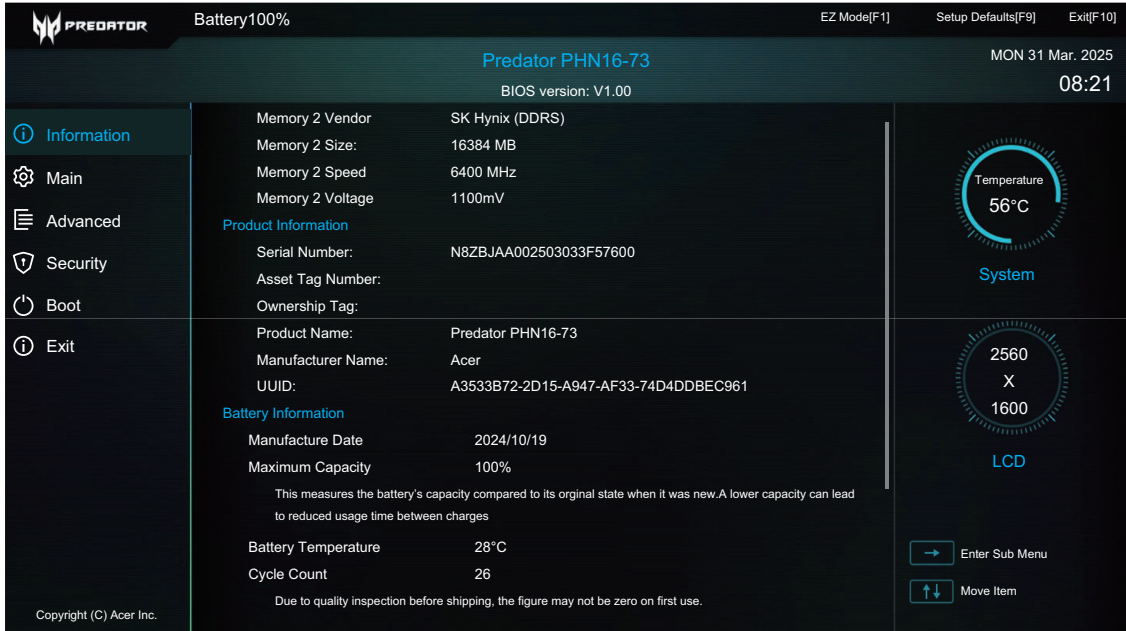 PREDATOR
Battery100%
EZ Mode[F1] Setup Defaults[F9] Exit[F10]
Predator PHN16-73
BIOS version: V1.00
MON 31 Mar. 2025
08:21
Information
Main
Advanced
Security
Boot
Exit
Copyright (C) Acer Inc.
Memory 2 Vendor SK Hynix (DDRS)
Memory 2 Size: 16384 MB
Memory 2 Speed 6400 MHz
Memory 2 Voltage 1100mV
Product Information
Serial Number: N8ZBJAA002503033F57600
Asset Tag Number:
Ownership Tag:
Product Name: Predator PHN16-73
Manufacturer Name: Acer
UUID: A3533B72-2D15-A947-AF33-74D4DDBEC961
Battery Information
Manufacture Date 2024/10/19
Maximum Capacity 100%
This measures the battery's capacity compared to its orginal state when it was new.A lower capacity can lead
to reduced usage time between charges
Battery Temperature 28°C
Cycle Count 26
Due to quality inspection before shipping, the figure may not be zero on first use.
Temperature
56°C
System
2560
X
1600
LCD
Enter Sub Menu
Move Item